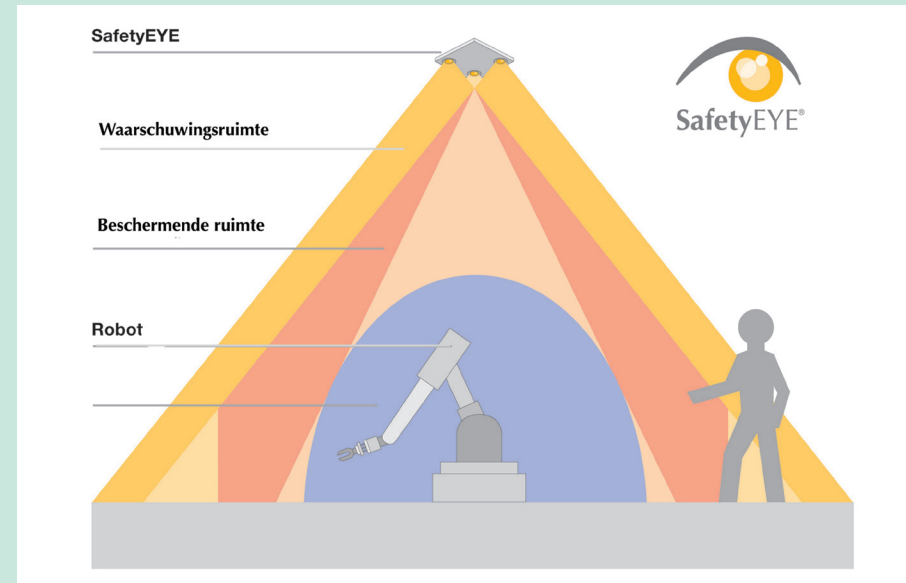 SafetyEYE
Waarschuwingsruimte
Beschermende ruimte
Robot
SafetyEYE®